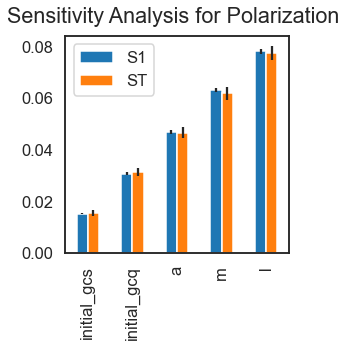 Sensitivity Analysis for Polarization
S1
ST
0.08
0.06
0.04
0.02
0.00
initial_gcs
initial_gcq
a
m
l